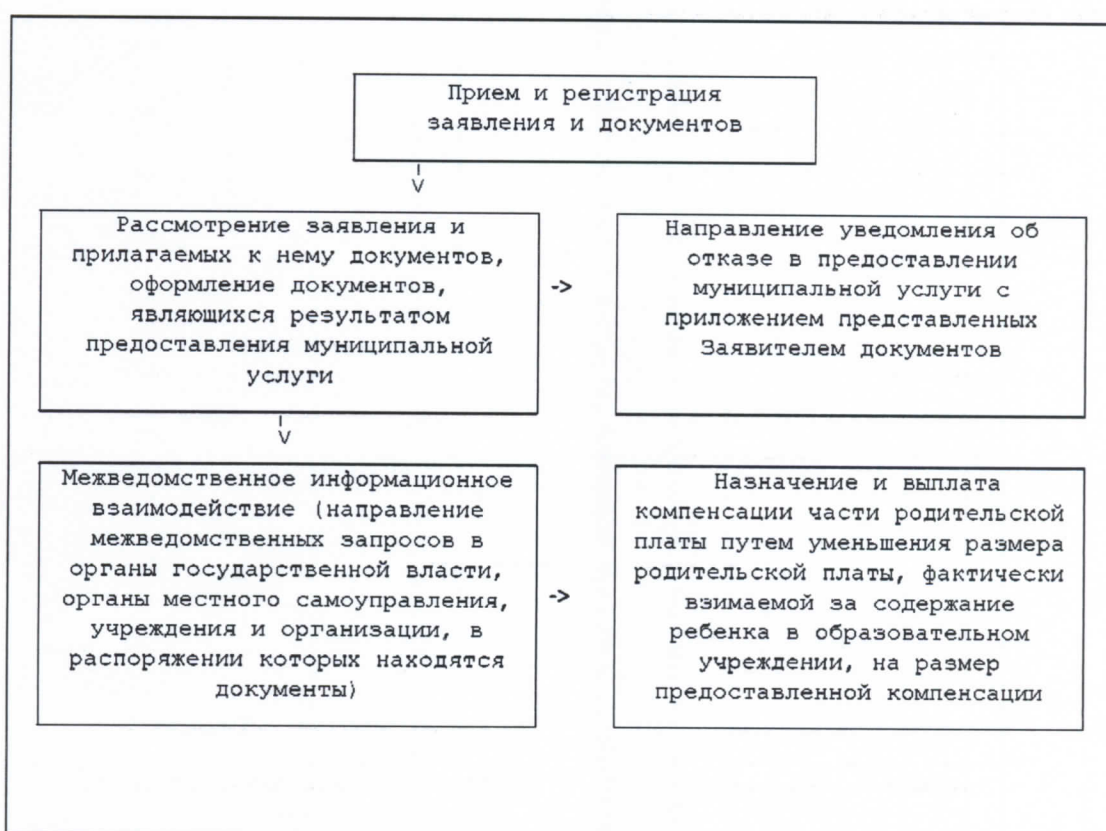 Прием и регистрация
заявления и документов
Рассмотрение заявления и
прилагаемых к нему документов,
оформление документов,
являющихся результатом
предоставления муниципальной
услуги
->
Направление уведомления об
отказе в предоставлении
муниципальной услуги с
приложением представленных
Заявителем документов
Межведомственное информационное
взаимодействие (направление
межведомственных запросов в
органы государственной власти,
органы местного самоуправления,
учреждения и организации, в
распоряжении которых находятся
документы)
->
Назначение и выплата
компенсации части родительской
платы путем уменьшения размера
родительской платы, фактически
взимаемой за содержание
ребенка в образовательном
учреждении, на размер
предоставленной компенсации